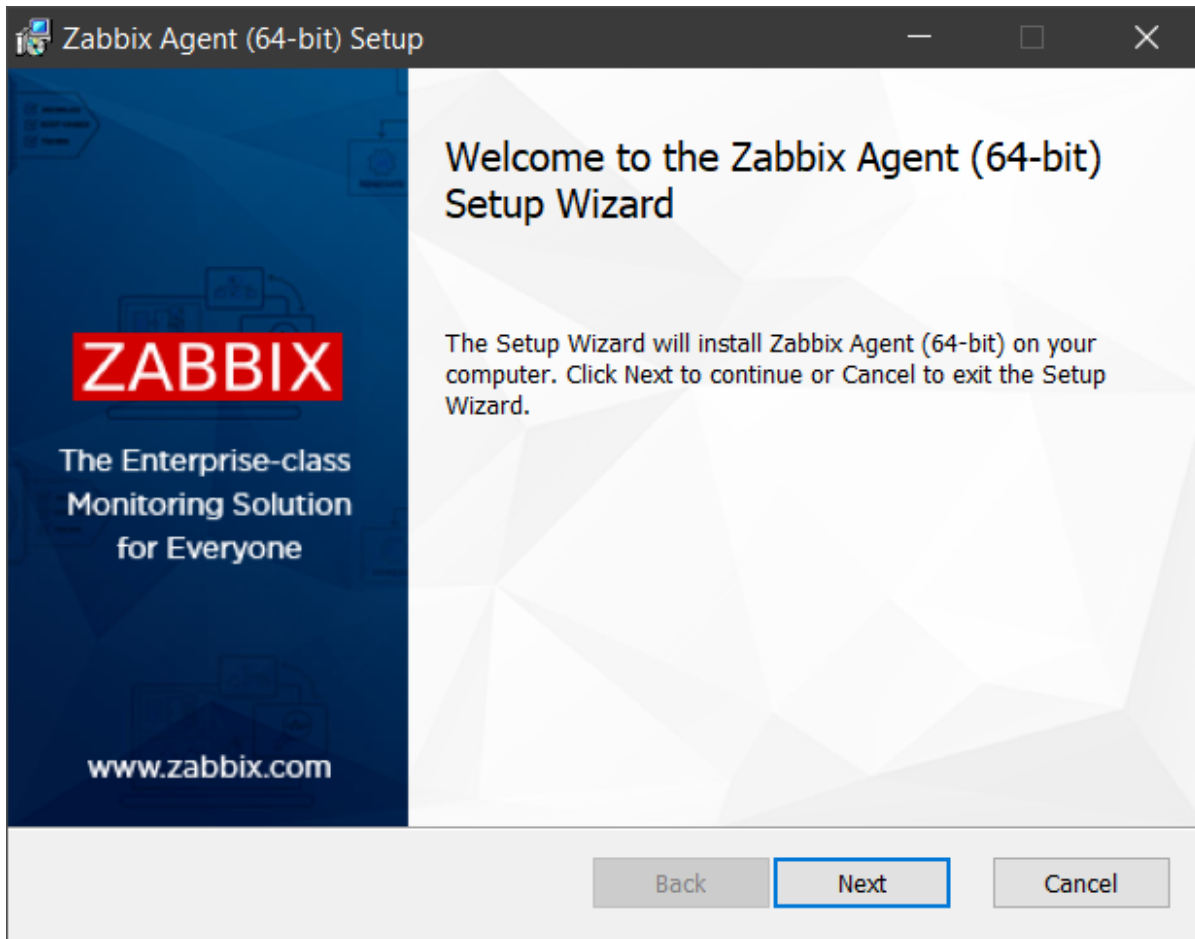 Zabbix Agent (64-bit) Setup
Welcome to the Zabbix Agent (64-bit)
Setup Wizard
The Setup Wizard will install Zabbix Agent (64-bit) on your
computer. Click Next to continue or Cancel to exit the Setup
Wizard.
ZABBIX
The Enterprise-class
Monitoring Solution
for Everyone
www.zabbix.com
Back
Next
Cancel